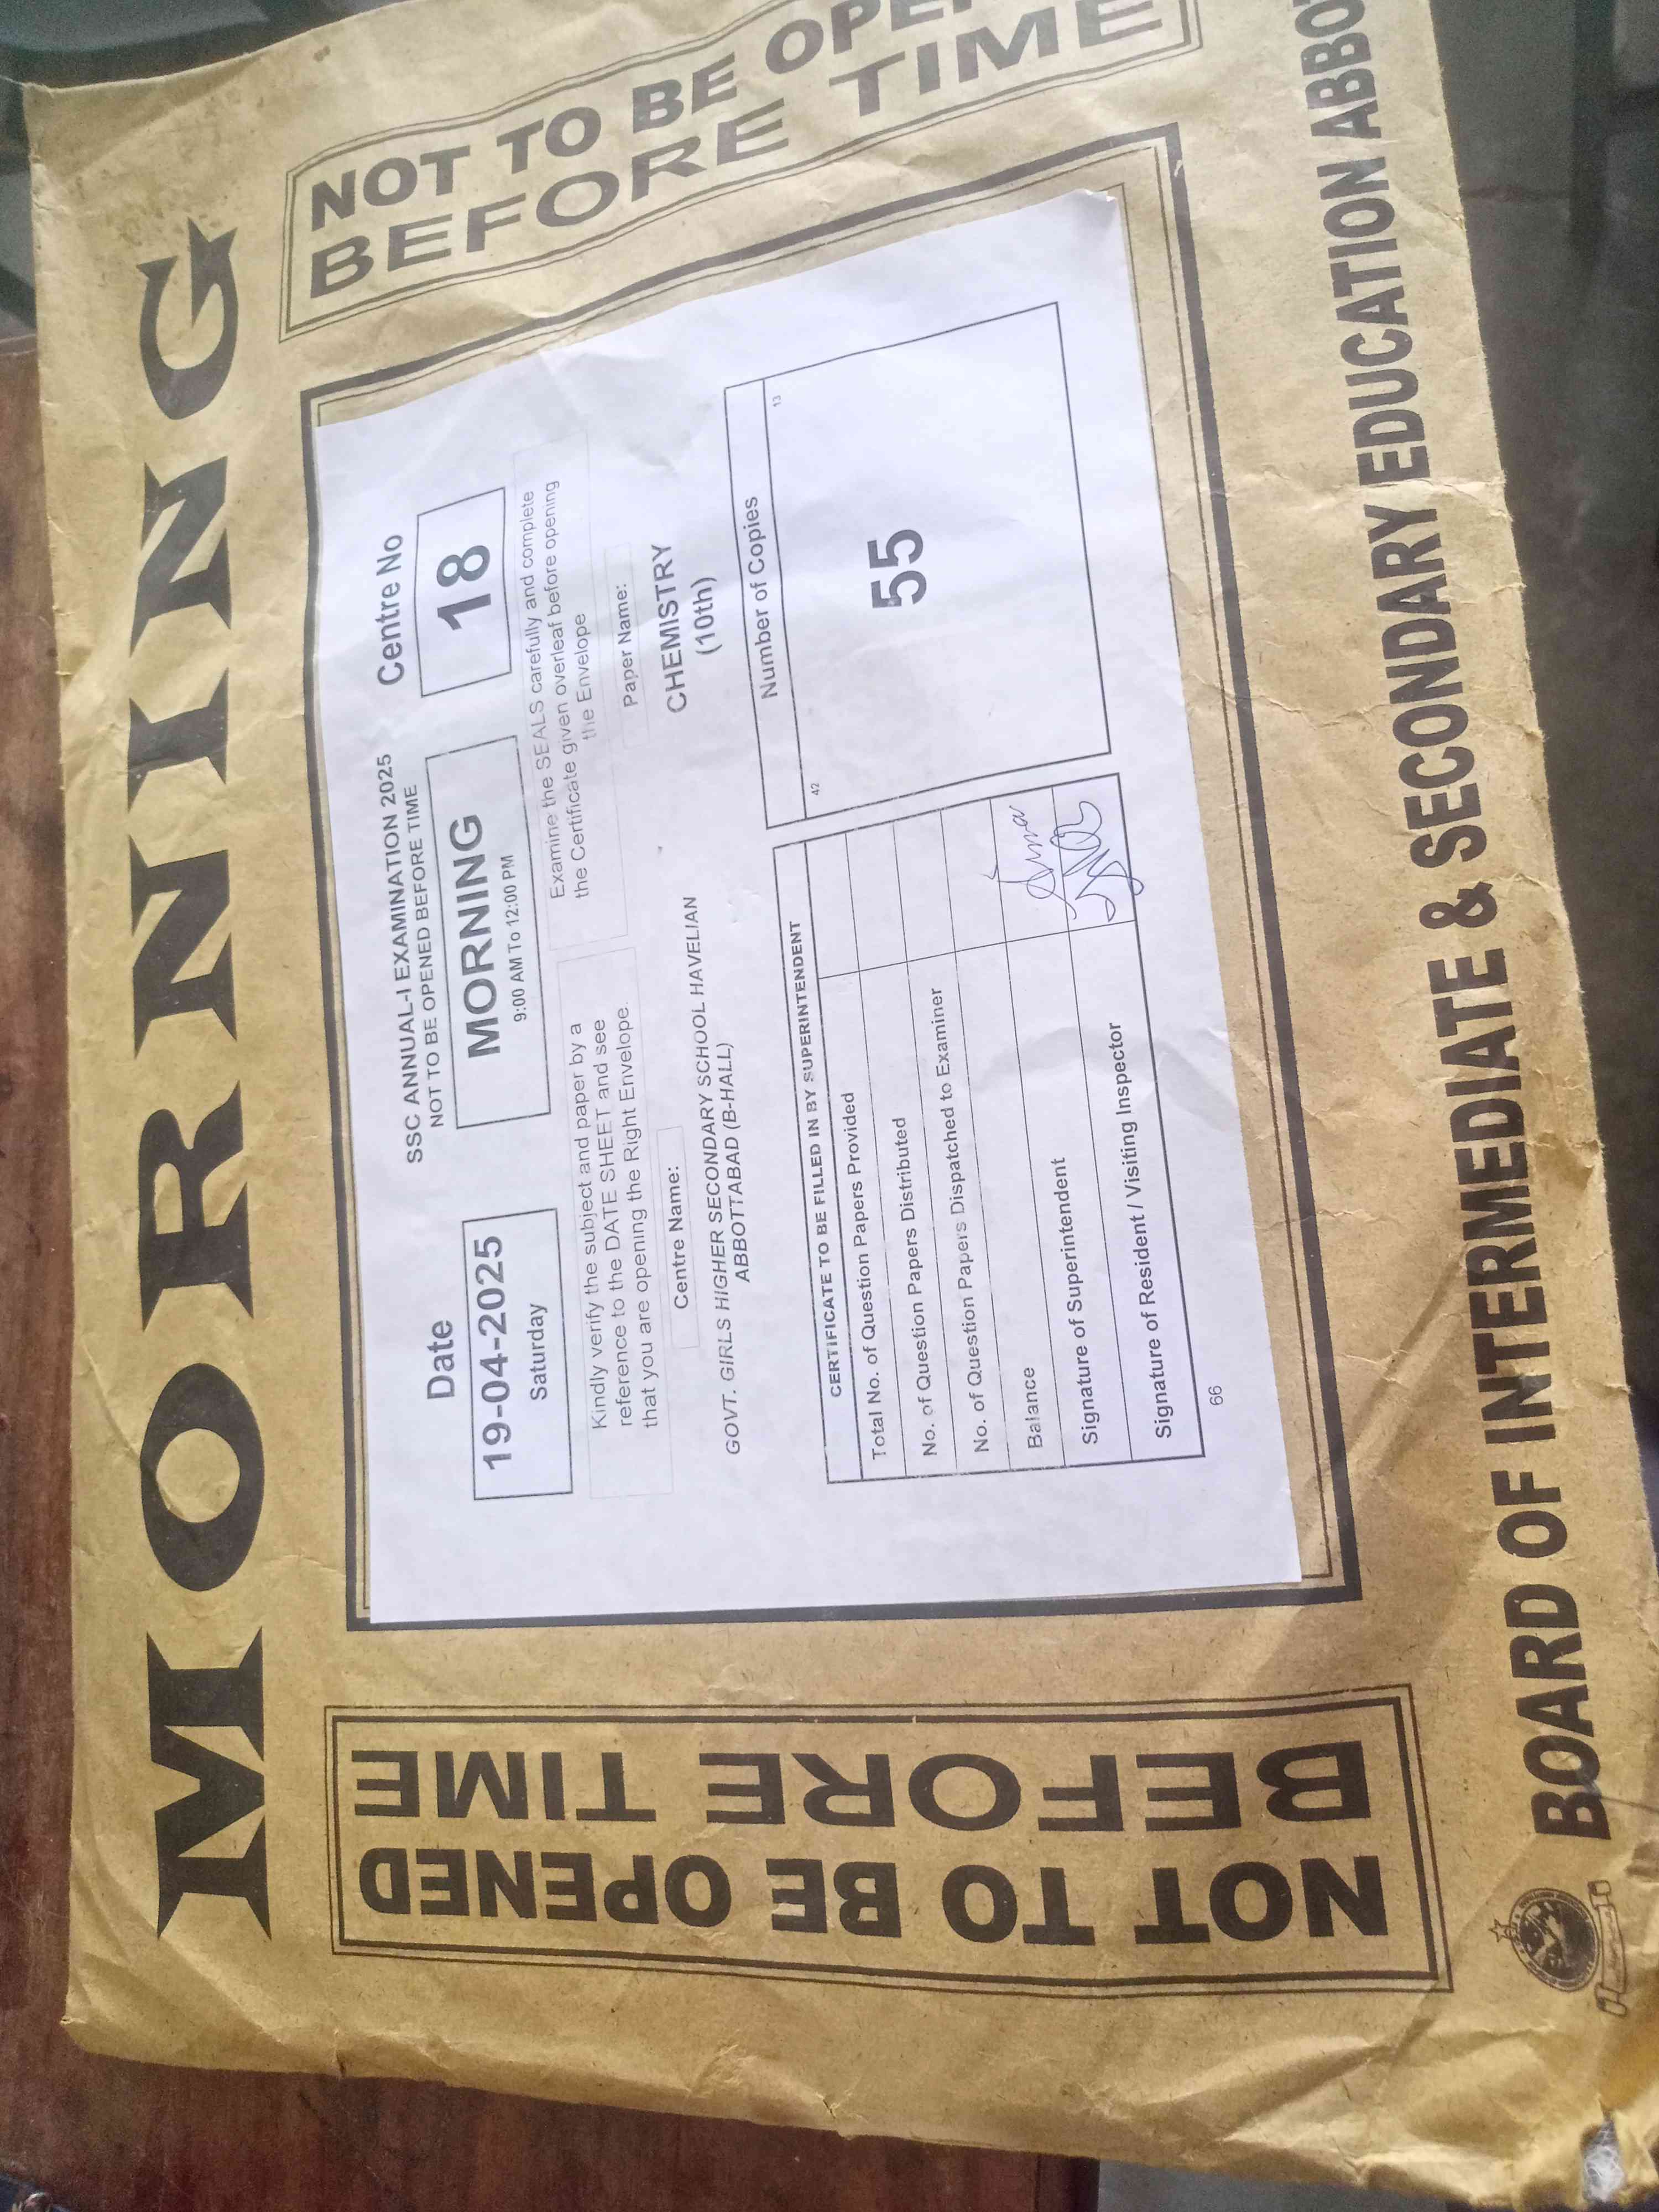 MORNING
NOT TO BE OPENED
BEFORE TIME
NOT TO BE OPE
BEFORE TIME
SSC ANNUAL-I EXAMINATION 2025
NOT TO BE OPENED BEFORE TIME
Date
19-04-2025
Saturday
MORNING
9:00 AM To 12:00 PM
Centre No
18
Kindly verify the subject and paper by a
reference to the DATE SHEET and see
that you are opening the Right Envelope.
Examine the SEALS carefully and complete
the Certificate given overleaf before opening
the Envelope
Centre Name:
GOVT. GIRLS HIGHER SECONDARY SCHOOL HAVELIAN
ABBOTTABAD (B-HALL)
Paper Name:
CHEMISTRY
(10th)
CERTIFICATE TO BE FILLED IN BY SUPERINTENDENT
Total No. of Question Papers Provided
No. of Question Papers Distributed
No. of Question Papers Dispatched to Examiner
Balance
Signature of Superintendent
Signature of Resident / Visiting Inspector
Number of Copies
42 13
55
66
BOARD OF INTERMEDIATE & SECONDARY EDUCATION ABBO